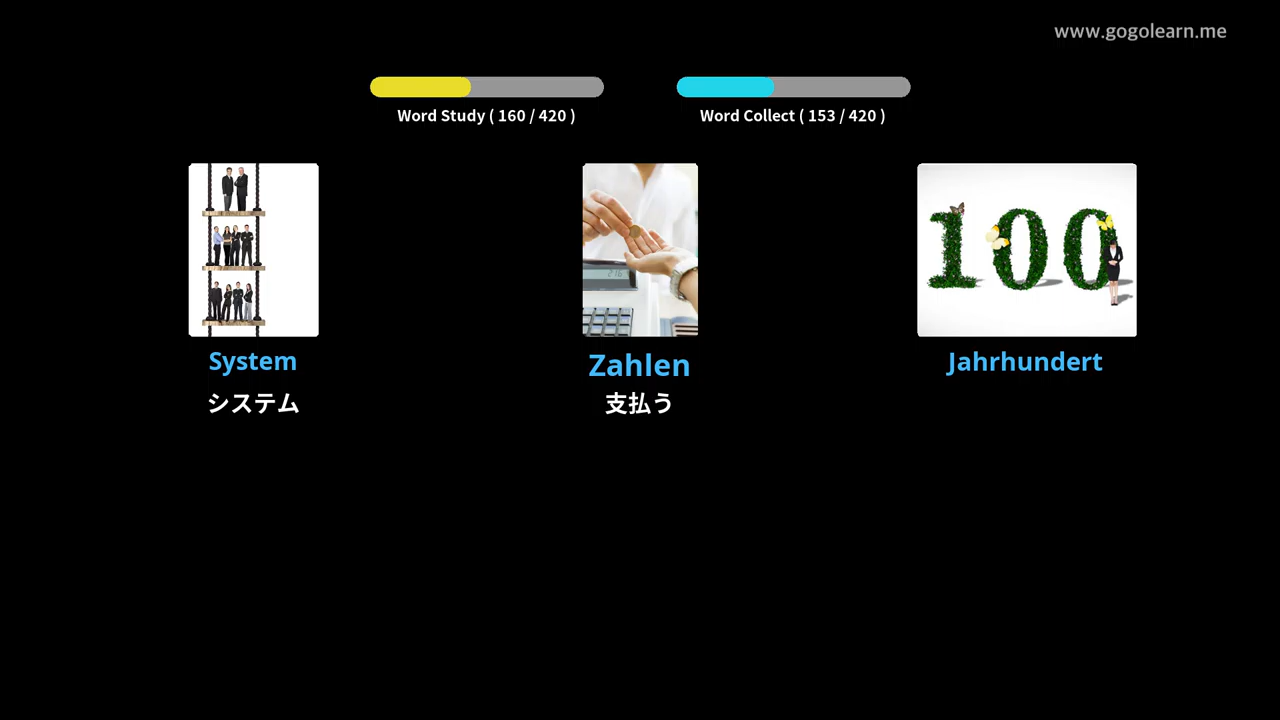 www.gogolearn.me
Word Study ( 160 / 420 )
Word Collect ( 153 / 420 )
100
System
Zahlen
Jahrhundert
システム
支払う